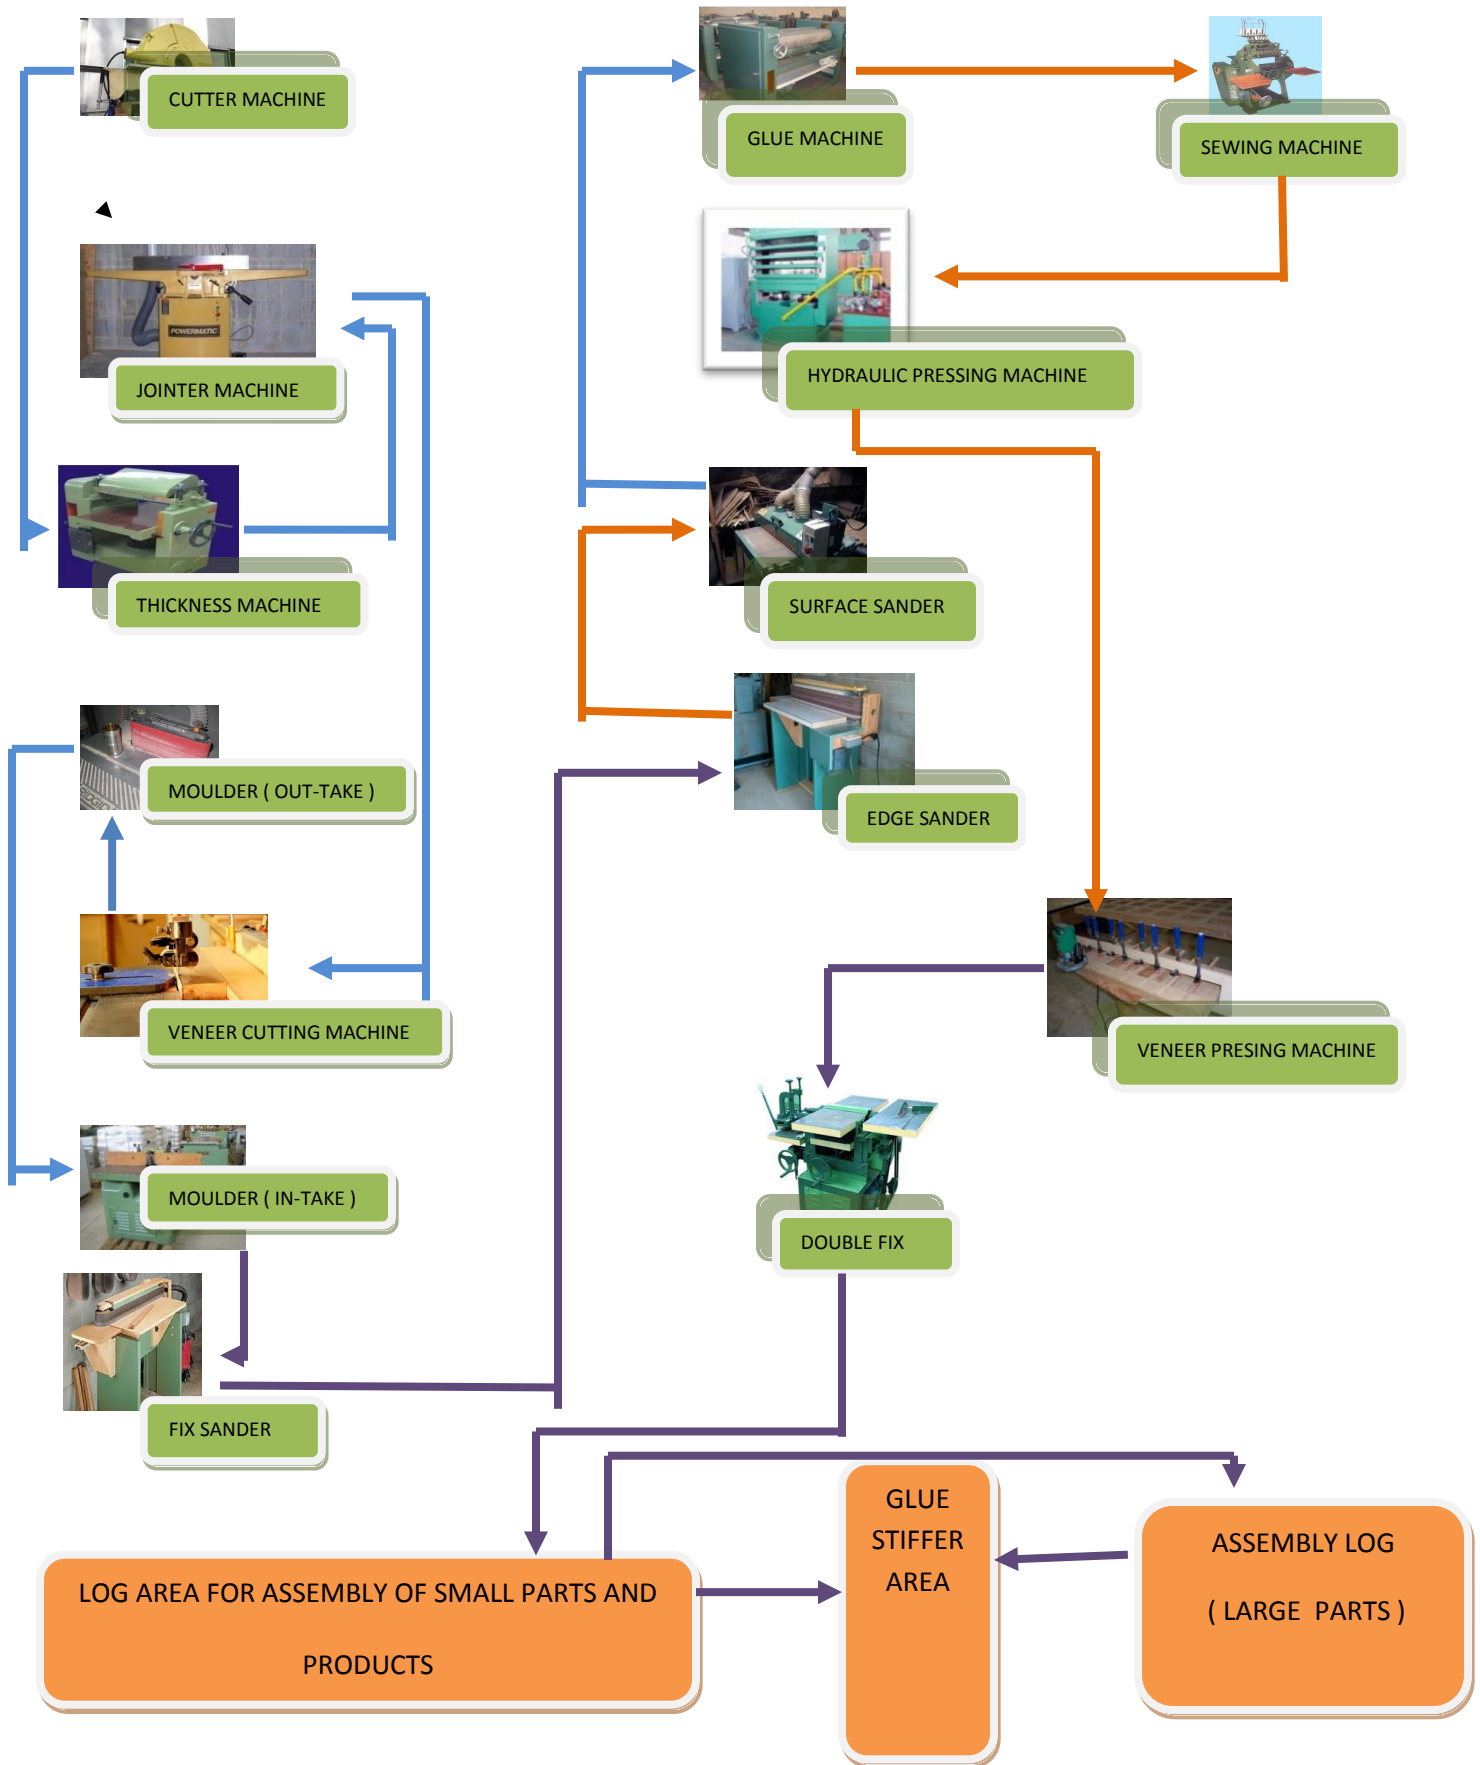 CUTTER MACHINE
GLUE MACHINE
SEWING MACHINE
POWERMATIC
JOINTER MACHINE
HYDRAULIC PRESSING MACHINE
THICKNESS MACHINE
SURFACE SANDER
RIDGID
MOULDER ( OUT-TAKE )
EDGE SANDER
VENEER CUTTING MACHINE
VENEER PRESING MACHINE
MOULDER ( IN-TAKE )
DOUBLE FIX
FIX SANDER
LOG AREA FOR ASSEMBLY OF SMALL PARTS AND
PRODUCTS
GLUE
STIFFER
AREA
ASSEMBLY LOG
( LARGE PARTS )